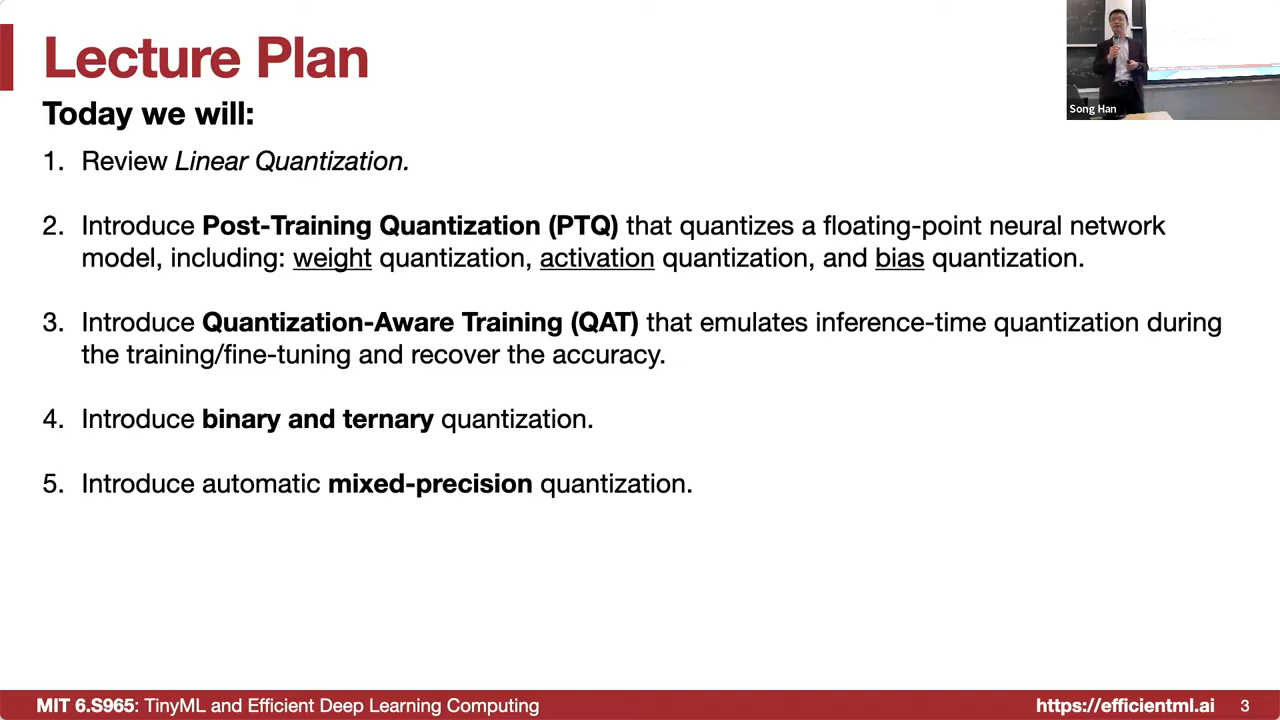 Lecture Plan
Song Han
Today we will:
1. Review Linear Quantization.
2. Introduce Post-Training Quantization (PTQ) that quantizes a floating-point neural network
model, including: weight quantization, activation quantization, and bias quantization.
3. Introduce Quantization-Aware Training (QAT) that emulates inference-time quantization during
the training/fine-tuning and recover the accuracy.
4. Introduce binary and ternary quantization.
5. Introduce automatic mixed-precision quantization.
MIT 6.S965: TinyML and Efficient Deep Learning Computing
https://efficientml.ai
3